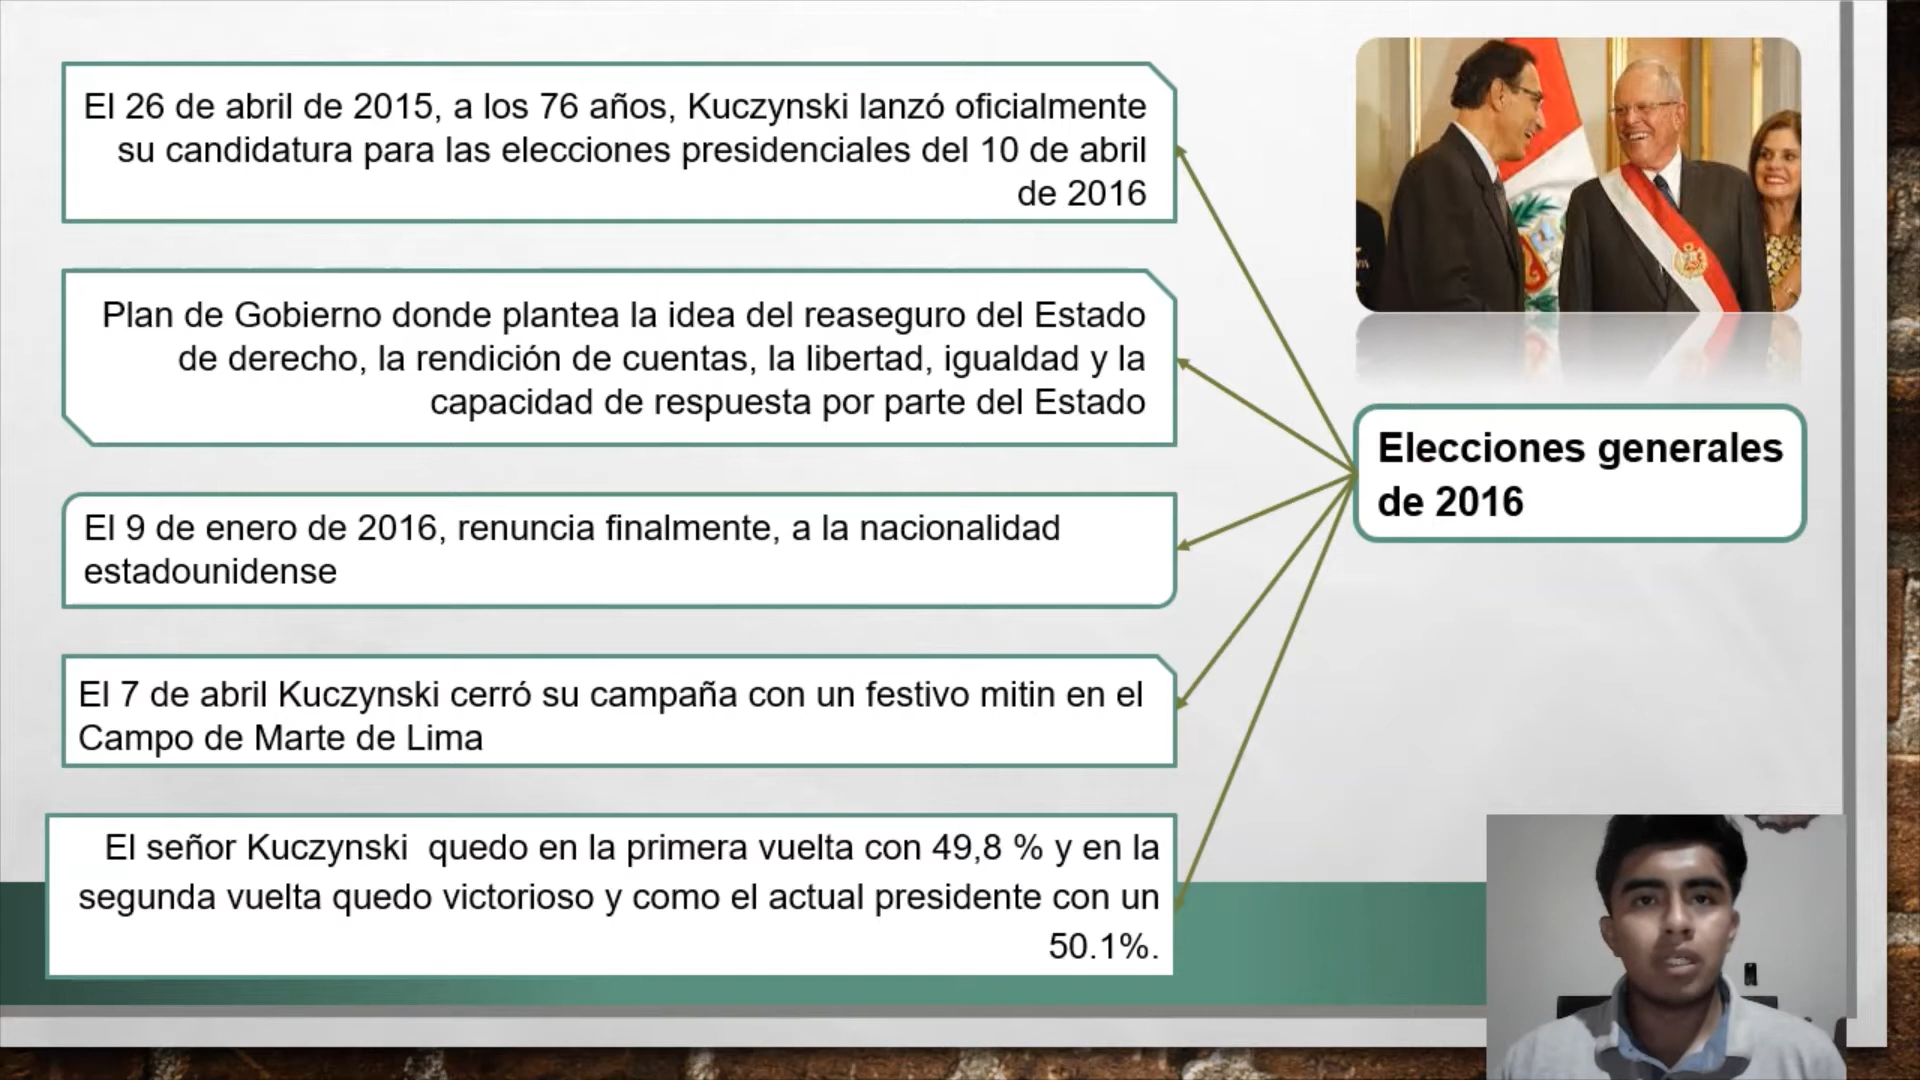 El 26 de abril de 2015, a los 76 años, Kuczynski lanzó oficialmente
su candidatura para las elecciones presidenciales del 10 de abril
de 2016
Plan de Gobierno donde plantea la idea del reaseguro del Estado
de derecho, la rendición de cuentas, la libertad, igualdad y la
capacidad de respuesta por parte del Estado
El 9 de enero de 2016, renuncia finalmente, a la nacionalidad
estadounidense
El 7 de abril Kuczynski cerró su campaña con un festivo mitin en el
Campo de Marte de Lima
El señor Kuczynski  quedo en la primera vuelta con 49,8 % y en la
segunda vuelta quedo victorioso y como el actual presidente con un
50.1%.
Elecciones generales
de 2016